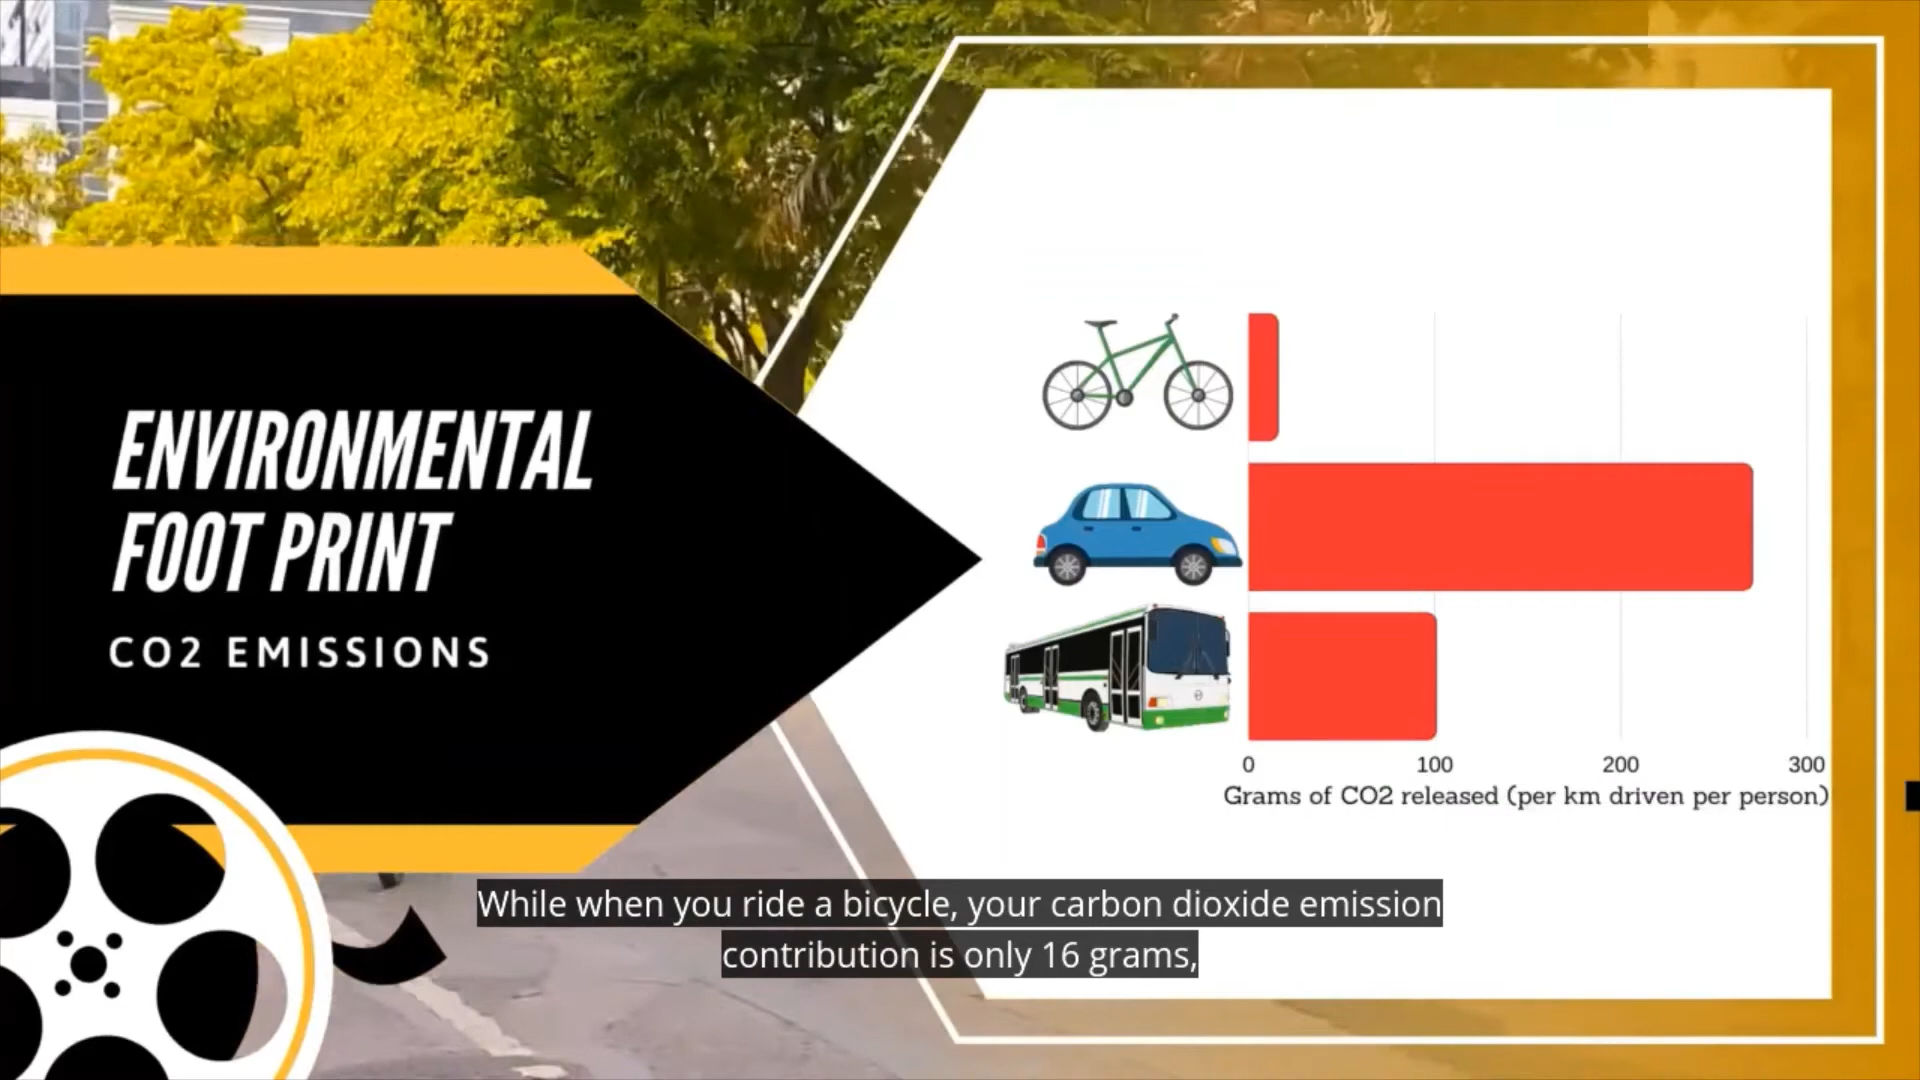 ENVIRONMENTAL
FOOT PRINT
CO2 EMISSIONS
0 100 200 300
Grams of CO2 released (per km driven per person)
While when you ride a bicycle, your carbon dioxide emission
contribution is only 16 grams,